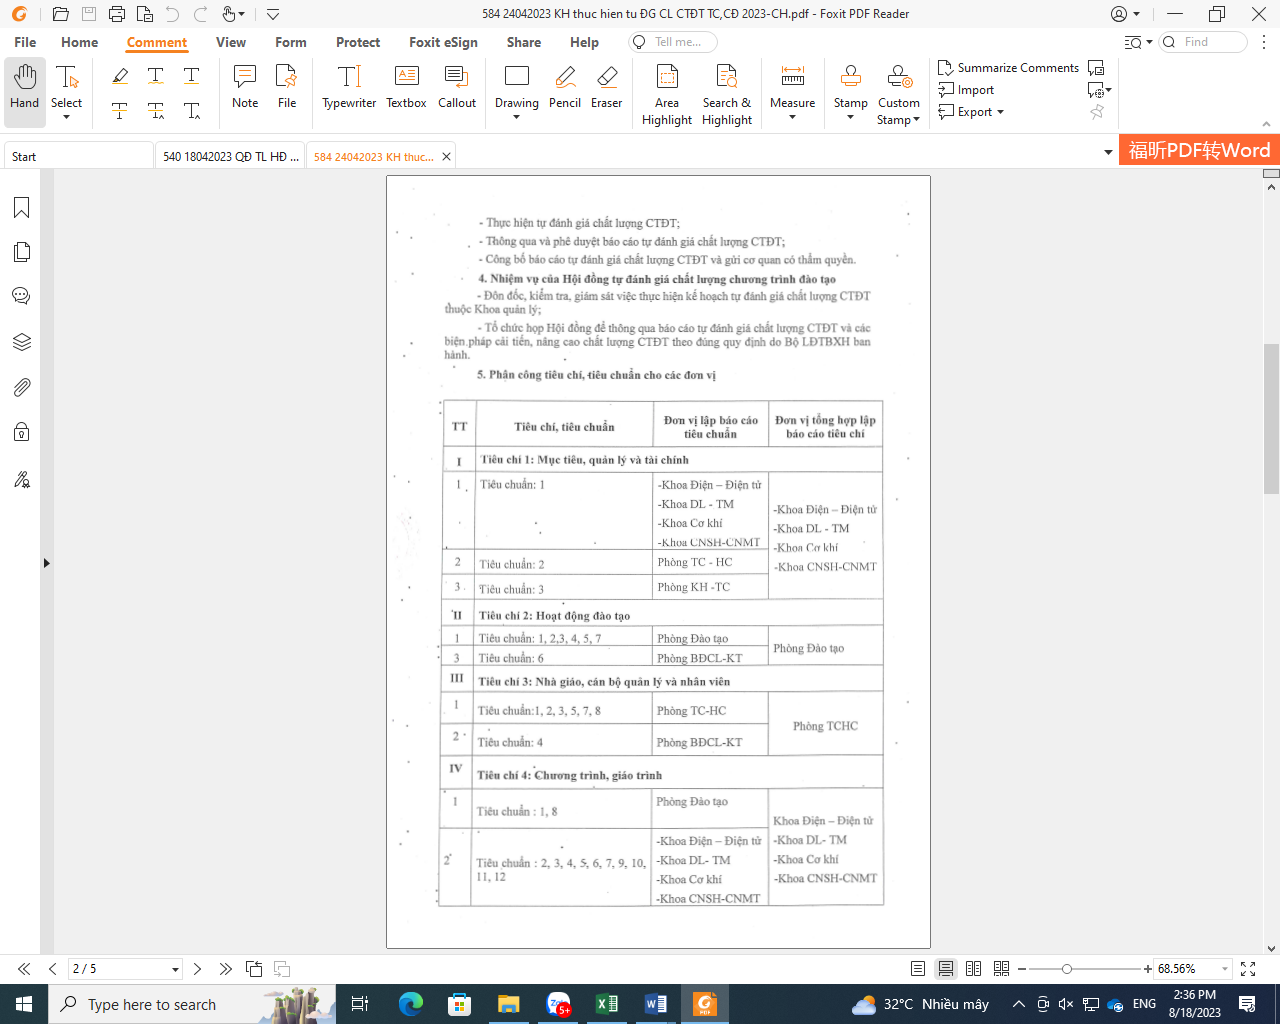 584 24042023 KH thuc hien tu ĐG CL CTĐT TC,CĐ 2023-CH.pdf - Foxit PDF Reader
File Home Comment View Form Protect Foxit eSign Share Help Tell me... Find
Hand Select Note File Typewriter Textbox Callout Drawing Pencil Eraser Area Highlight Search & Highlight Measure Stamp Custom Stamp
Summarize Comments
Import
Export
Start 540 18042023 QĐ TL HĐ ... 584 24042023 KH thuc... 福昕PDF转Word
- Thực hiện tự đánh giá chất lượng CTĐT;
- Thông qua và phê duyệt báo cáo tự đánh giá chất lượng CTĐT;
- Công bố báo cáo tự đánh giá chất lượng CTĐT và gửi cơ quan có thẩm quyền.
4. Nhiệm vụ của Hội đồng tự đánh giá chất lượng chương trình đào tạo
- Đôn đốc, kiểm tra, giám sát việc thực hiện kế hoạch tự đánh giá chất lượng CTĐT
thuộc Khoa quản lý;
- Tổ chức họp Hội đồng để thông qua báo cáo tự đánh giá chất lượng CTĐT và các
biện pháp cải tiến, nâng cao chất lượng CTĐT theo đúng quy định do Bộ LĐTBXH ban
hành.
5. Phân công tiêu chí, tiêu chuẩn cho các đơn vị
TT Tiêu chí, tiêu chuẩn Đơn vị lập báo cáo tiêu chuẩn Đơn vị tổng hợp lập báo cáo tiêu chí
I Tiêu chí 1: Mục tiêu, quản lý và tài chính
1 Tiêu chuẩn: 1 -Khoa Điện – Điện tử
-Khoa DL - TM
-Khoa Cơ khí
-Khoa CNSH-CNMT
-Khoa Điện – Điện tử
-Khoa DL - TM
-Khoa Cơ khí
-Khoa CNSH-CNMT
2 Tiêu chuẩn: 2 Phòng TC - HC
3 Tiêu chuẩn: 3 Phòng KH -TC
II Tiêu chí 2: Hoạt động đào tạo
1 Tiêu chuẩn: 1, 2,3, 4, 5, 7 Phòng Đào tạo Phòng Đào tạo
3 Tiêu chuẩn: 6 Phòng BĐCL-KT
III Tiêu chí 3: Nhà giáo, cán bộ quản lý và nhân viên
1 Tiêu chuẩn:1, 2, 3, 5, 7, 8 Phòng TC-HC Phòng TCHC
2 Tiêu chuẩn: 4 Phòng BĐCL-KT
IV Tiêu chí 4: Chương trình, giáo trình
1 Tiêu chuẩn : 1, 8 Phòng Đào tạo
Khoa Điện – Điện tử
-Khoa DL- TM
-Khoa Cơ khí
-Khoa CNSH-CNMT
2 Tiêu chuẩn : 2, 3, 4, 5, 6, 7, 9, 10,
11, 12
-Khoa Điện – Điện tử
-Khoa DL- TM
-Khoa Cơ khí
-Khoa CNSH-CNMT
2 / 5 68.56%
Type here to search 5+ 32°C Nhiều mây ENG 2:36 PM
8/18/2023